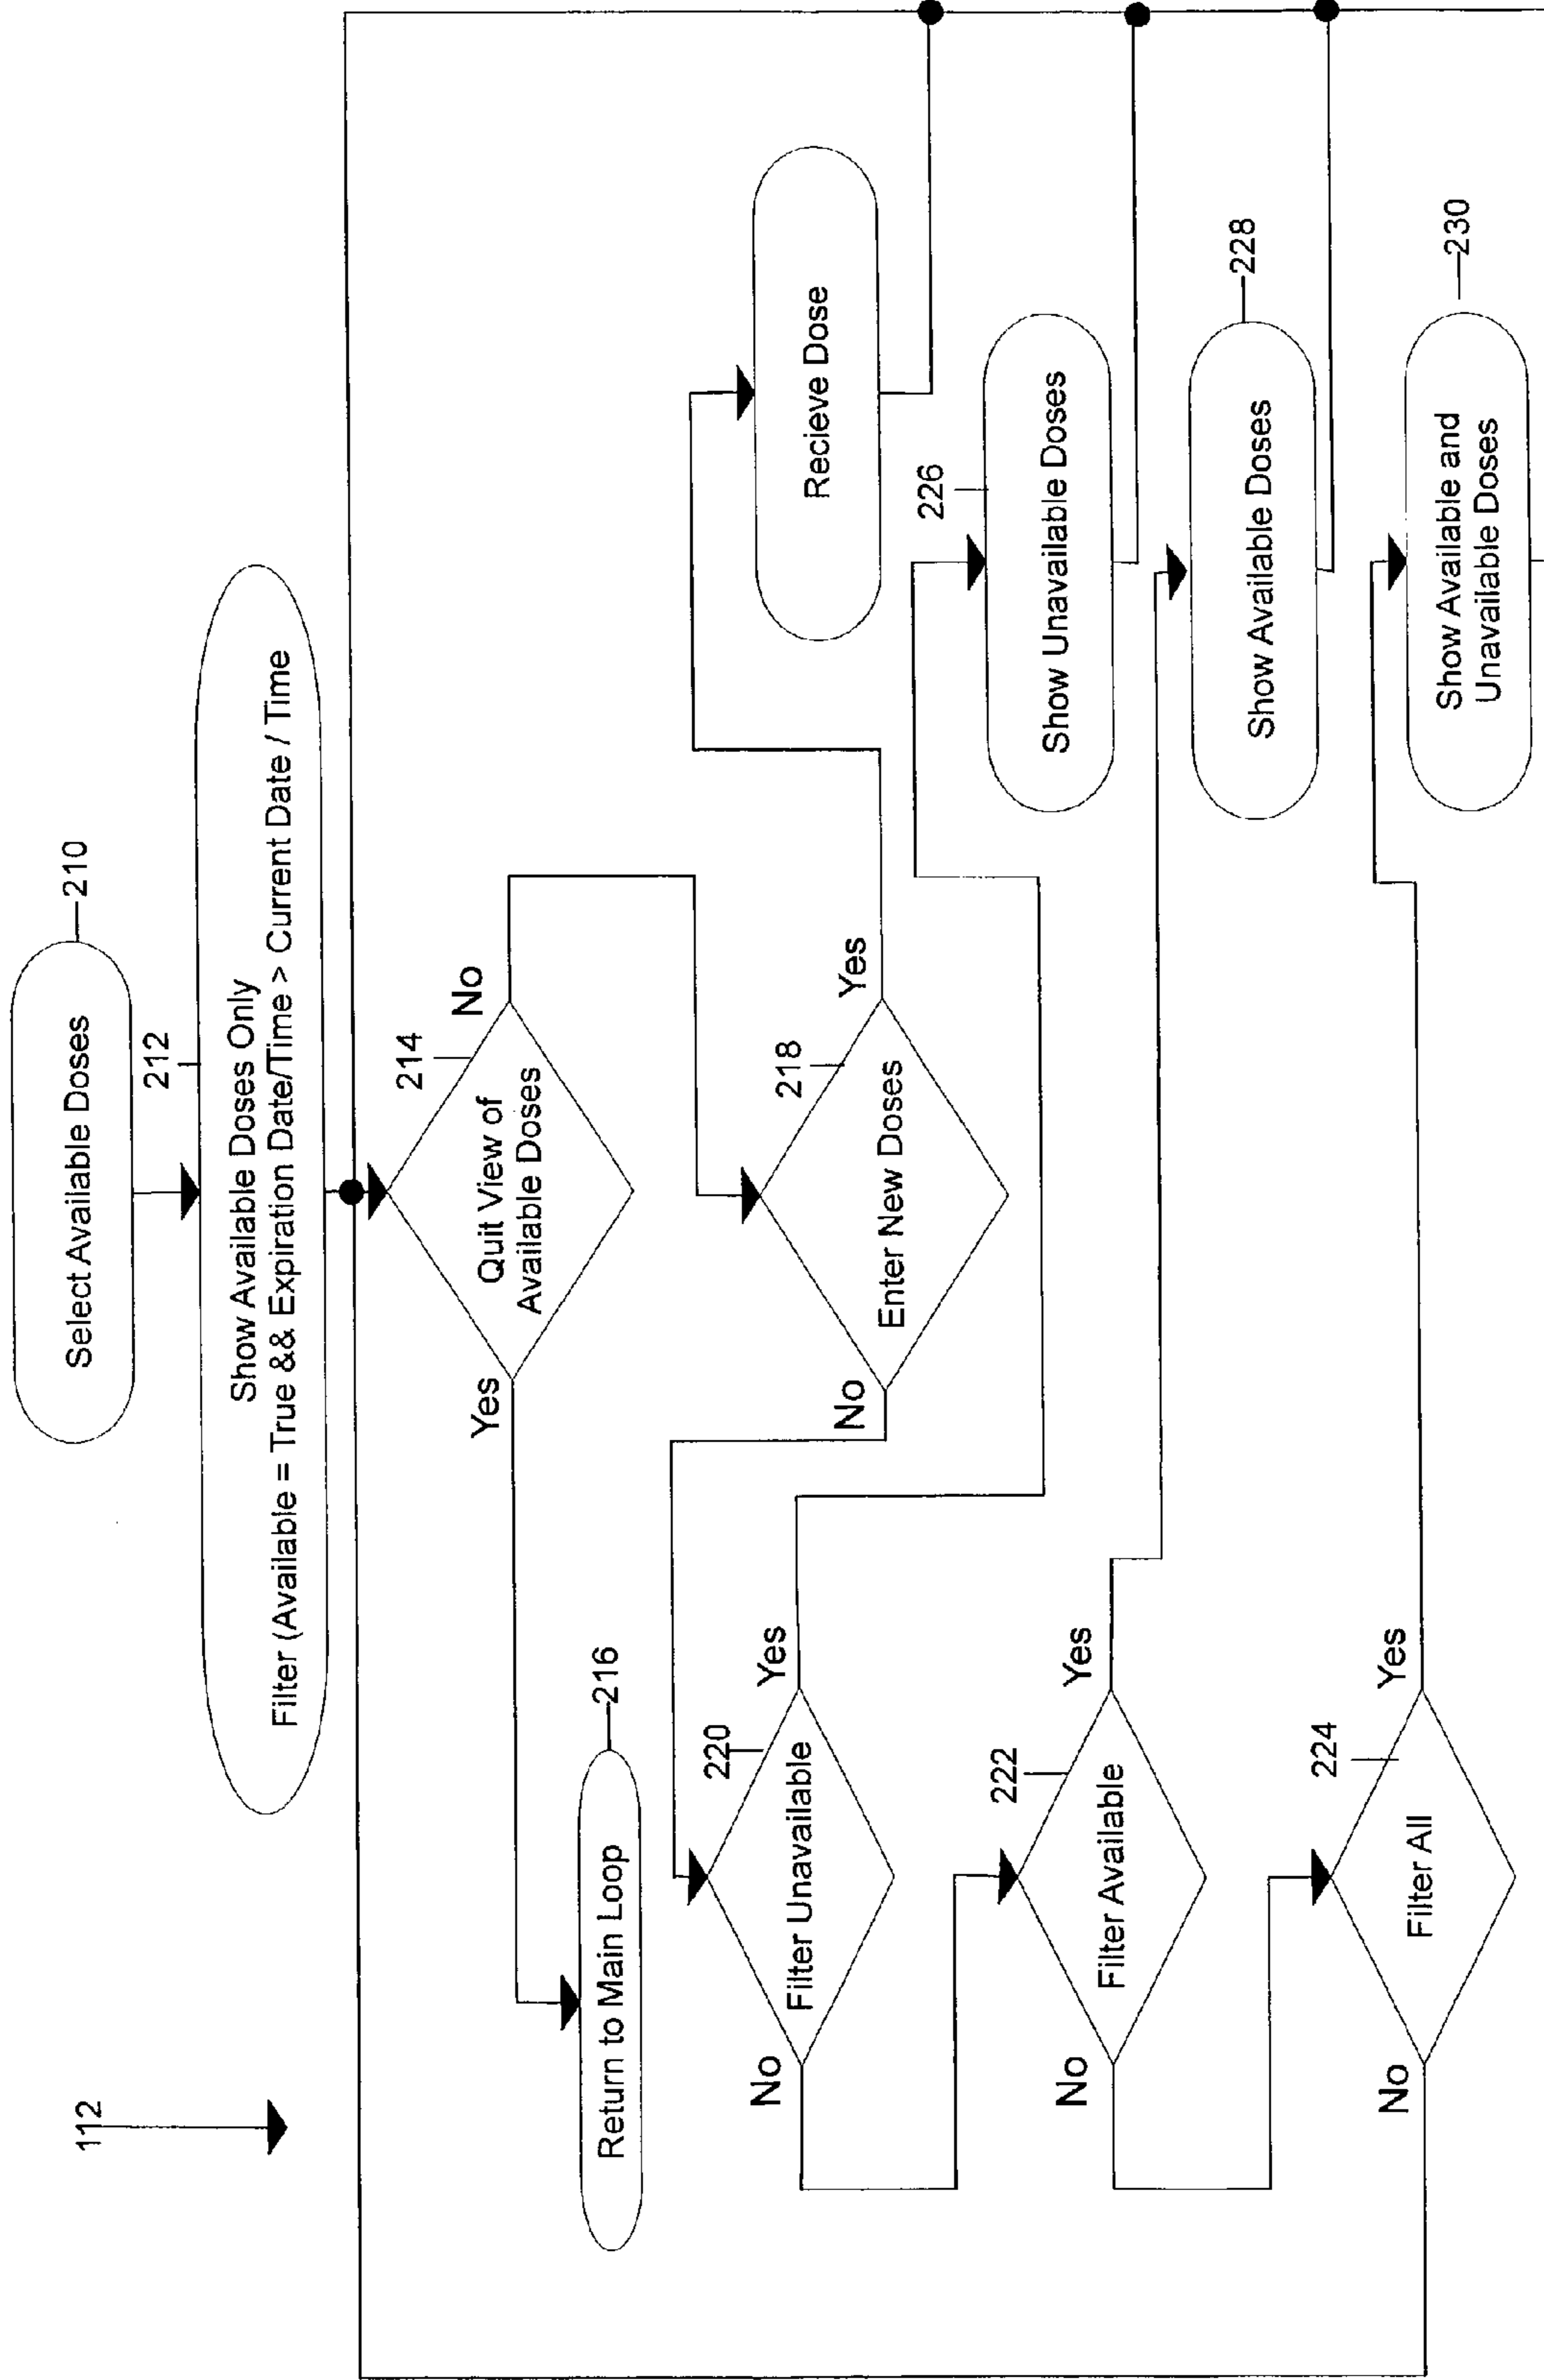 112
Select Available Doses
210
212
Show Available Doses Only
Filter (Available = True && Expiration Date/Time > Current Date / Time
214
Quit View of
Available Doses
Yes
No
Return to Main Loop
216
218
Enter New Doses
No
Yes
Recieve Dose
220
Filter Unavailable
No
Yes
226
Show Unavailable Doses
222
Filter Available
No
Yes
Show Available Doses
228
224
Filter All
No
Yes
Show Available and
Unavailable Doses
230